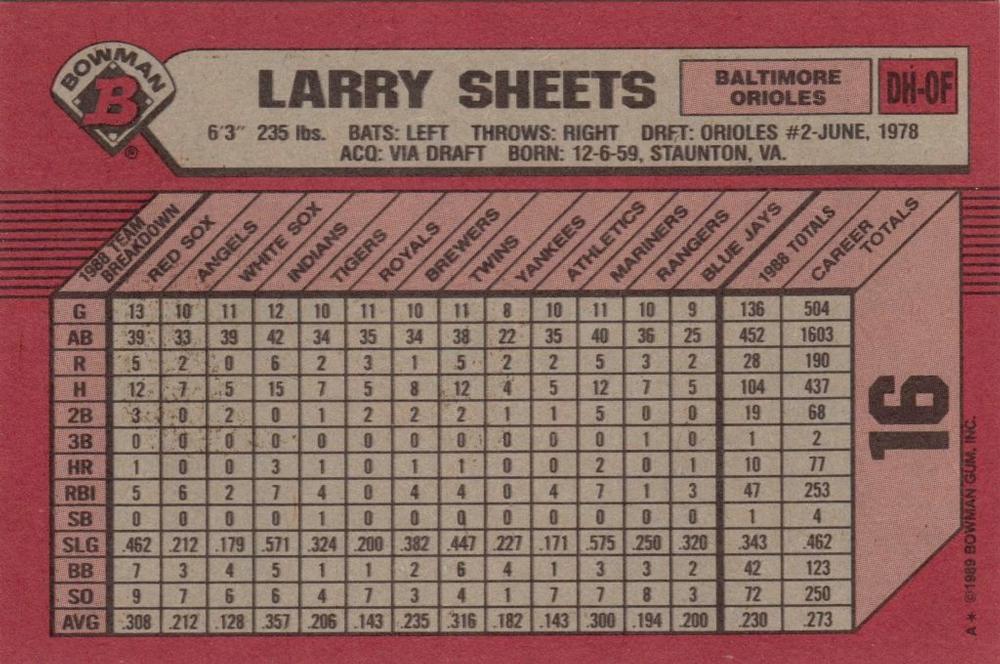 BOWMAN
B
®
LARRY SHEETS
BALTIMORE
ORIOLES
DH-OF
6'3" 235 lbs. BATS: LEFT THROWS: RIGHT DRFT: ORIOLES #2-JUNE, 1978
ACQ: VIA DRAFT BORN: 12-6-59, STAUNTON, VA.
1988 TEAM BREAKDOWN RED SOX ANGELS WHITE SOX INDIANS TIGERS ROYALS BREWERS TWINS YANKEES ATHLETICS MARINERS RANGERS BLUE JAYS 1988 TOTALS CAREER TOTALS
G 13 10 11 12 10 11 10 11 8 10 11 10 9 136 504
AB 39 33 39 42 34 35 34 38 22 35 40 36 25 452 1603
R 5 2 0 6 2 3 1 5 2 2 5 3 2 28 190
H 12 7 5 15 7 5 8 12 4 5 12 7 5 104 437
2B 3 0 2 0 1 2 2 2 1 1 5 0 0 19 68
3B 0 0 0 0 0 0 0 0 0 0 0 1 0 1 2
HR 1 0 0 3 1 0 1 1 0 0 2 0 1 10 77
RBI 5 6 2 7 4 0 4 4 0 4 7 1 3 47 253
SB 0 0 0 0 1 0 0 0 0 0 0 0 0 1 4
SLG .462 .212 .179 .571 .324 .200 .382 .447 .227 .171 .575 .250 .320 .343 .462
BB 7 3 4 5 1 1 2 6 4 1 3 3 2 42 123
SO 9 7 6 6 4 7 3 4 1 7 7 8 3 72 250
AVG .308 .212 .128 .357 .206 .143 .235 .316 .182 .143 .300 .194 .200 .230 .273
16
A* ©1989 BOWMAN GUM, INC.